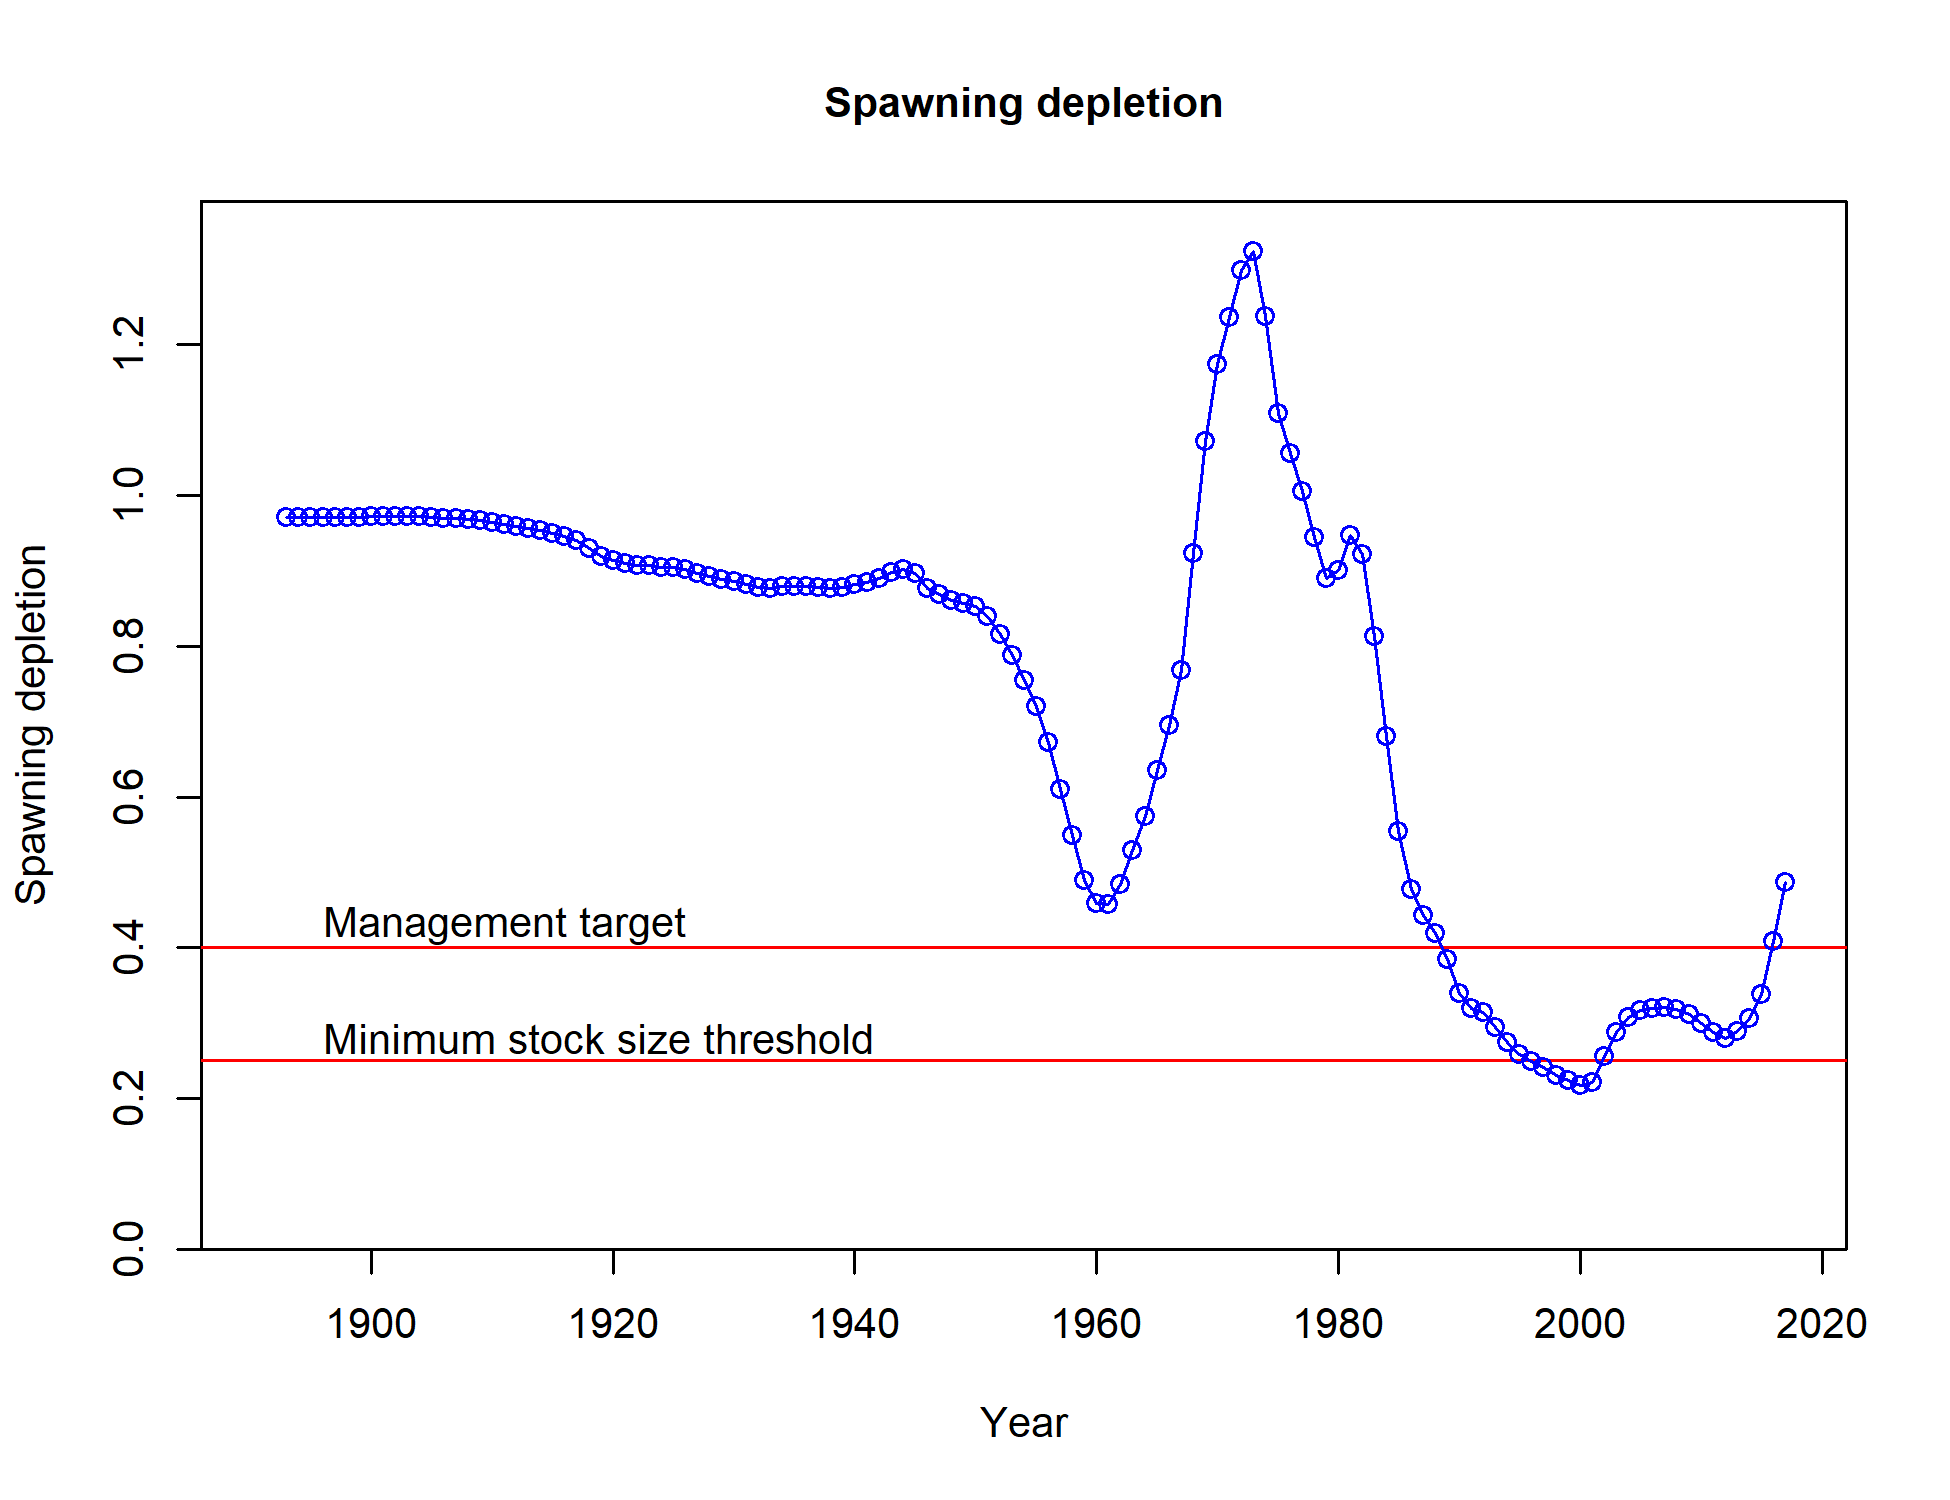 Spawning depletion
Spawning depletion
1.2
1.0
0.8
0.6
0.4
0.2
0.0
Management target
Minimum stock size threshold
1900 1920 1940 1960 1980 2000 2020
Year